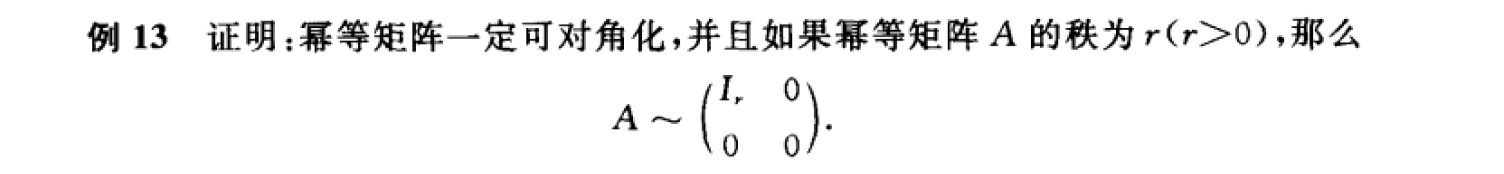 例 13 证明:幂等矩阵一定可对角化,并且如果幂等矩阵 A 的秩为 r(r>0),那么
A ~ (I_r 0
0 0).